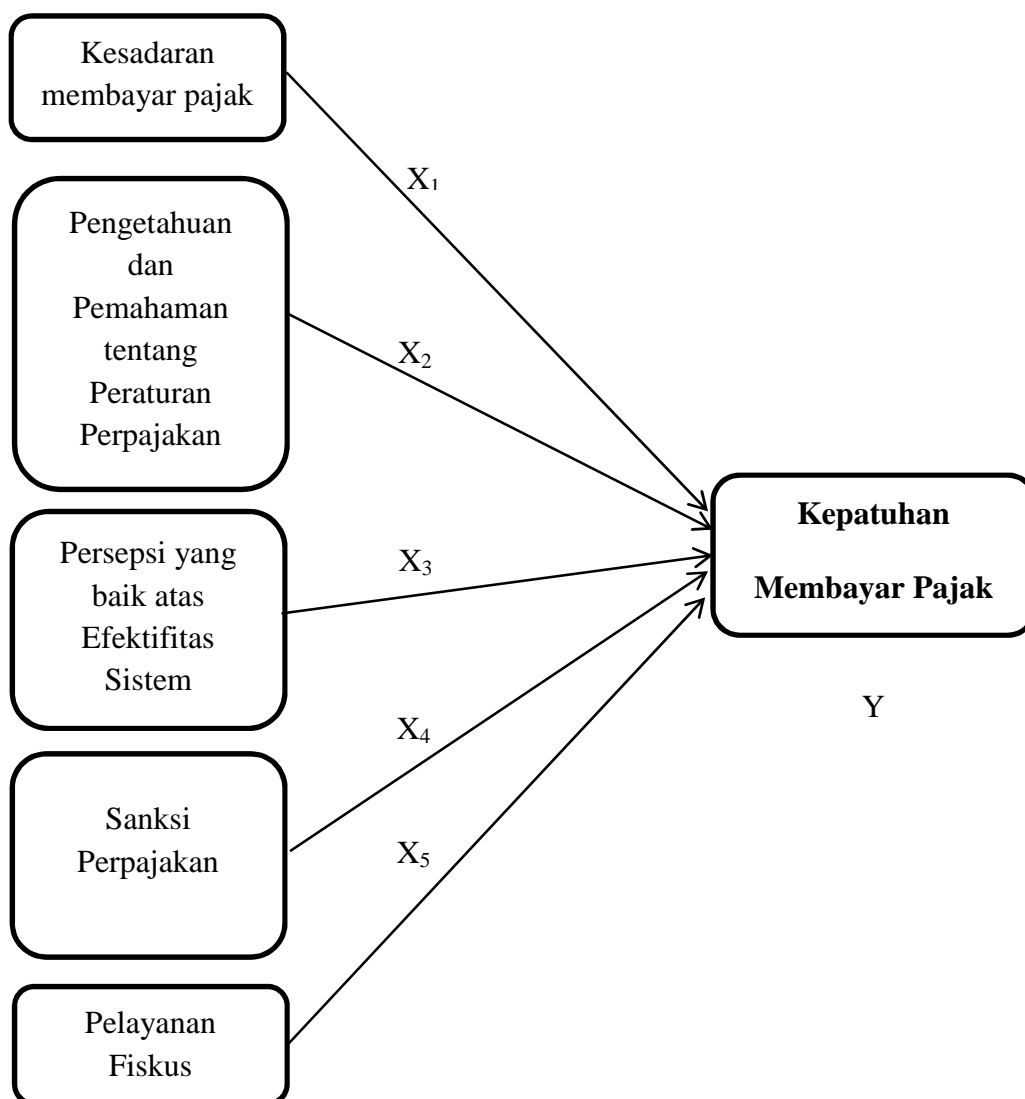 Kesadaran
membayar pajak
X₁
Pengetahuan
dan
Pemahaman
tentang
Peraturan
Perpajakan
X₂
Persepsi yang
baik atas
Efektifitas
Sistem
X₃
Sanksi
Perpajakan
X₄
Pelayanan
Fiskus
X₅
Kepatuhan
Membayar Pajak
Y